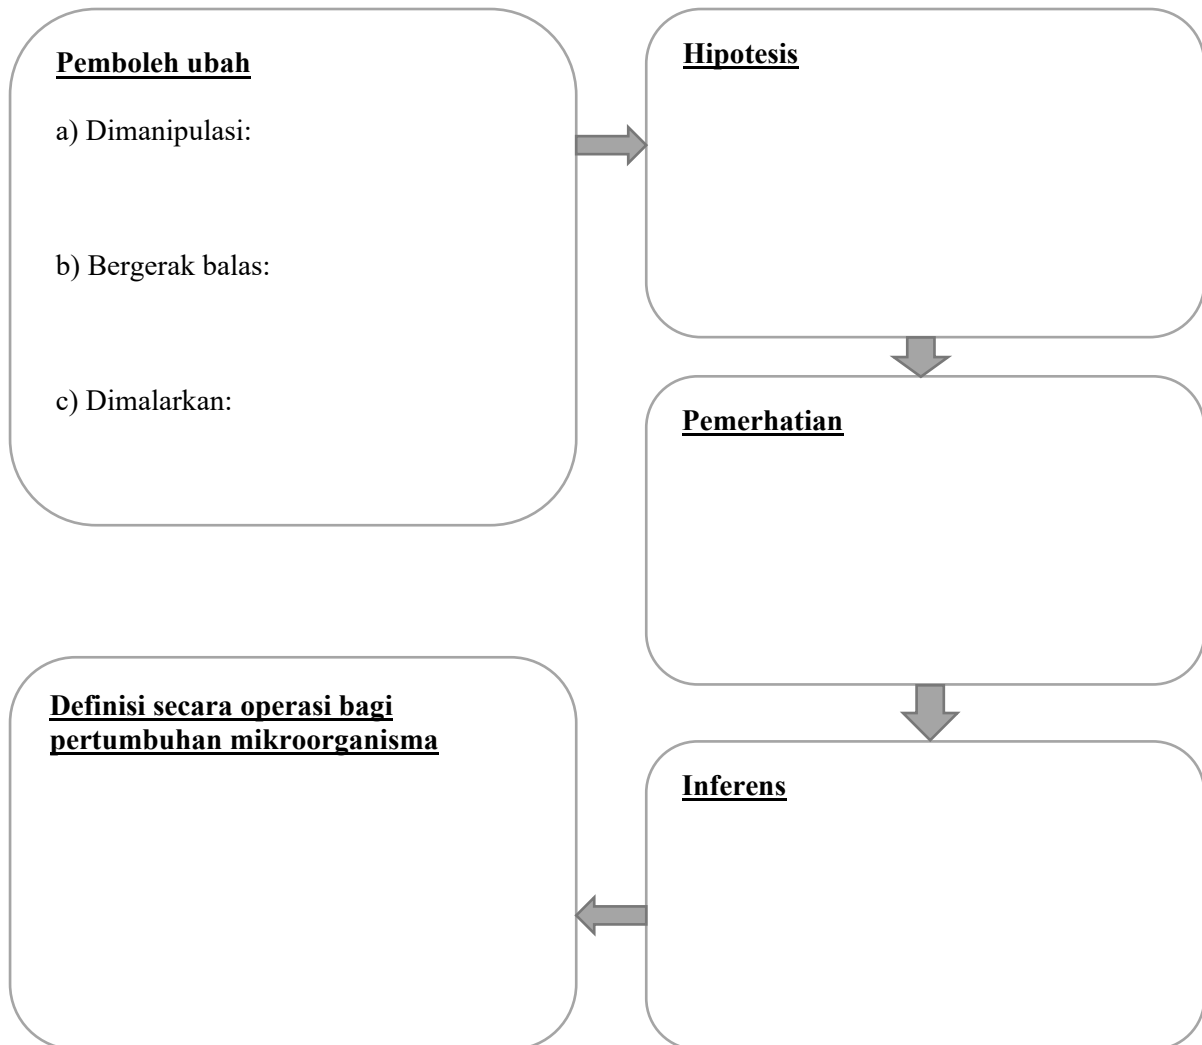 Pemboleh ubah
a) Dimanipulasi:
b) Bergerak balas:
c) Dimalarkan:
Hipotesis
Pemerhatian
Inferens
Definisi secara operasi bagi
pertumbuhan mikroorganisma